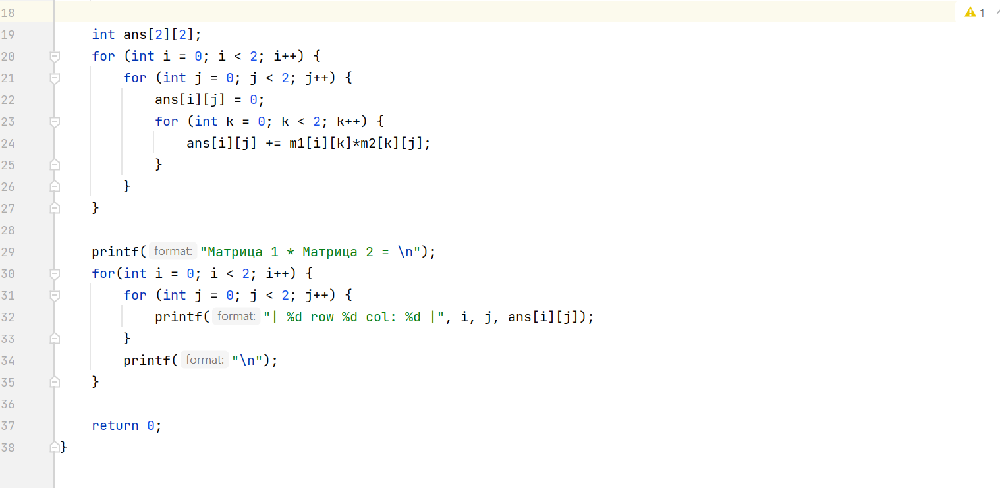 18 1
19 int ans[2][2];
20 for (int i = 0; i < 2; i++) {
21 for (int j = 0; j < 2; j++) {
22 ans[i][j] = 0;
23 for (int k = 0; k < 2; k++) {
24 ans[i][j] += m1[i][k]*m2[k][j];
25 }
26 }
27 }
28
29 printf( format: "Матрица 1 * Матрица 2 = \n");
30 for(int i = 0; i < 2; i++) {
31 for (int j = 0; j < 2; j++) {
32 printf( format: "| %d row %d col: %d |", i, j, ans[i][j]);
33 }
34 printf( format: "\n");
35 }
36
37 return 0;
38 }